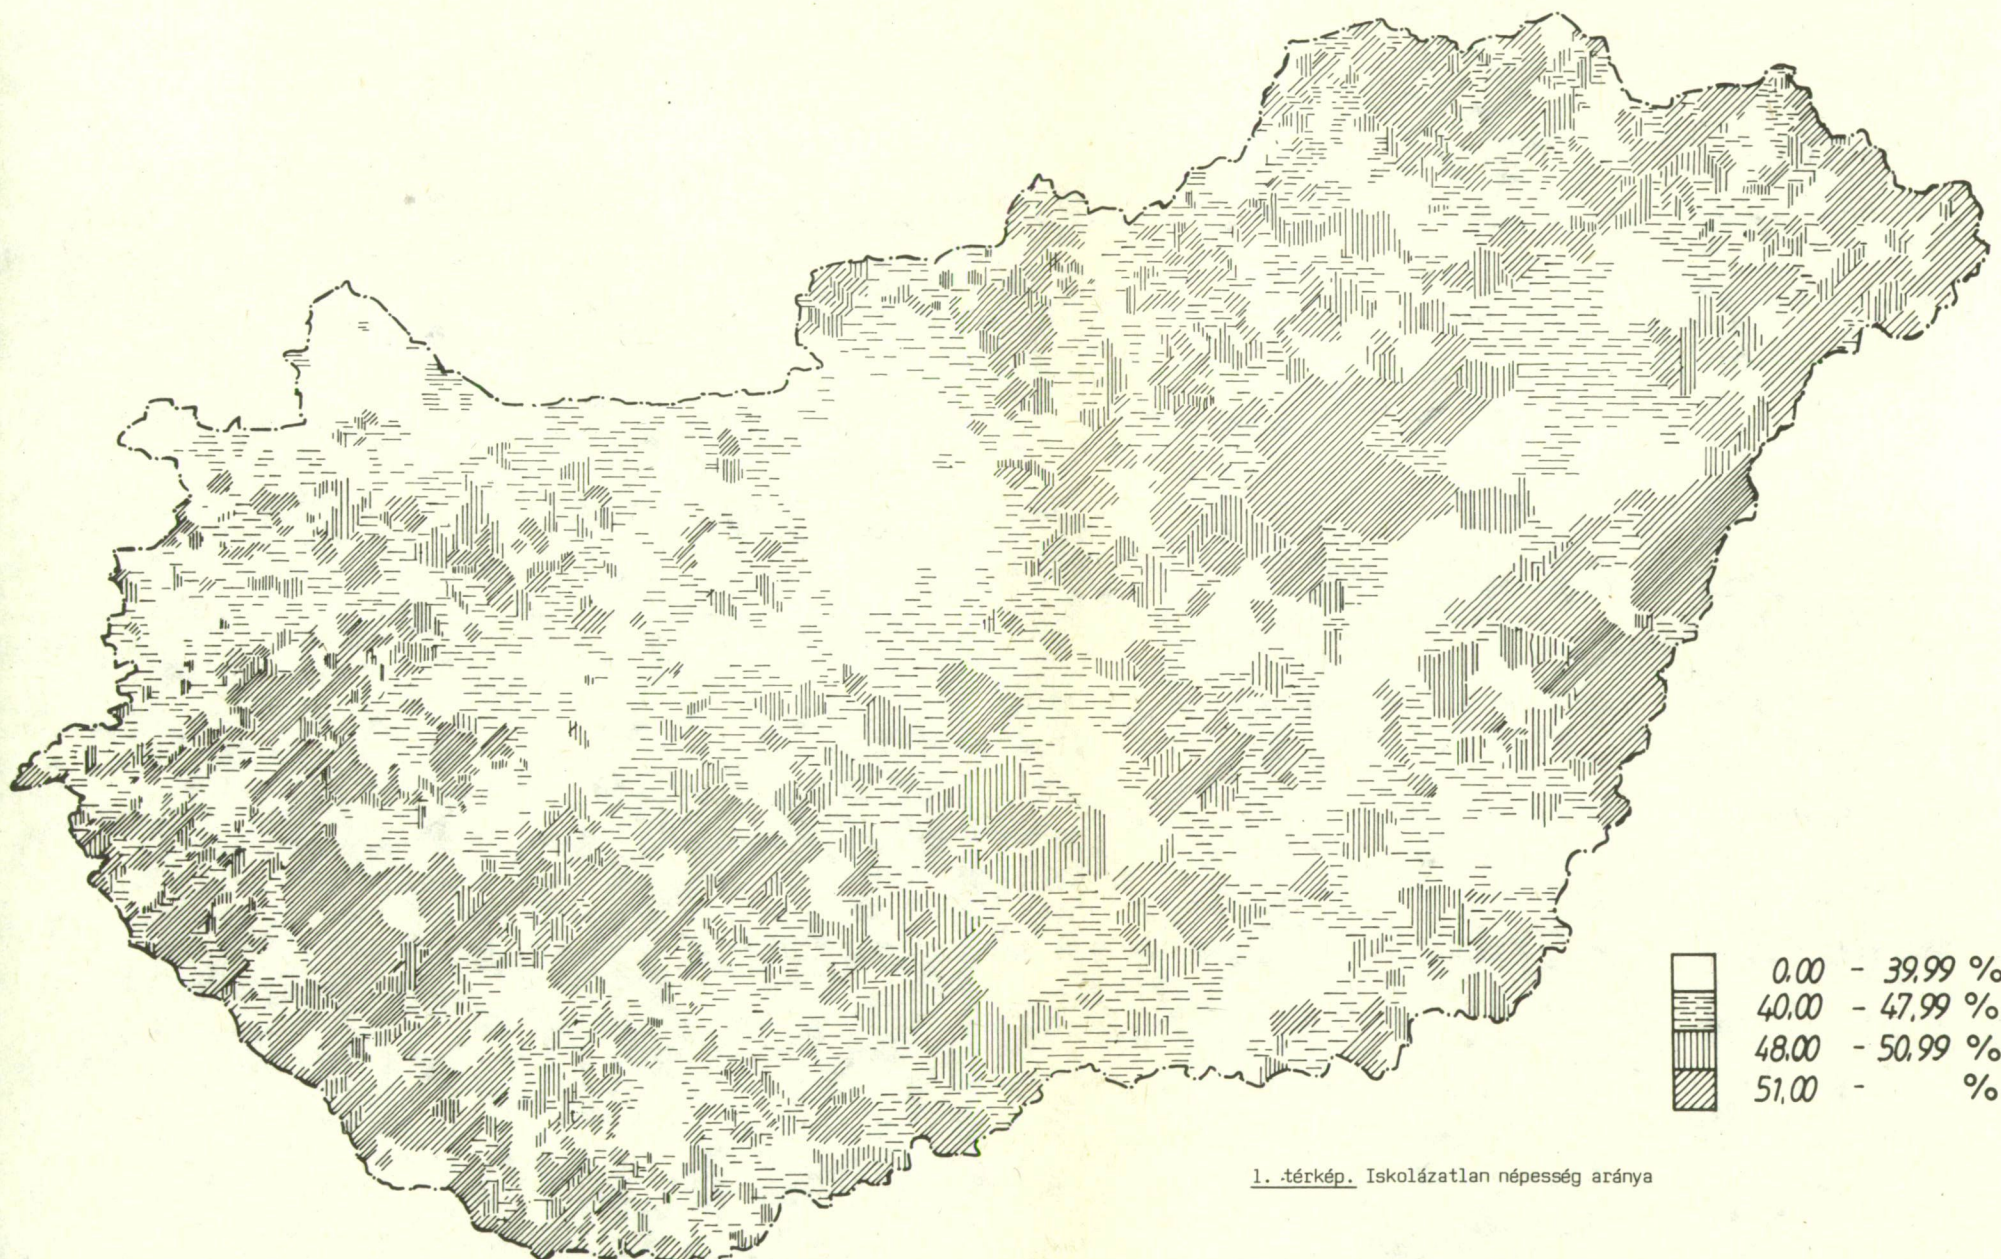 0.00 - 39.99 %
40.00 - 47.99 %
48.00 - 50.99 %
51.00 - %
1. térkép. Iskolázatlan népesség aránya